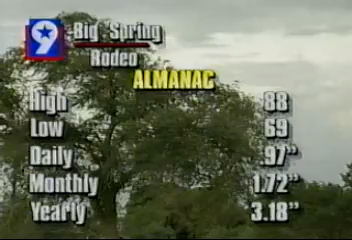 9
Big Spring
Rodeo
ALMANAC
High 88
Low 69
Daily .97"
Monthly 1.72"
Yearly 3.18"